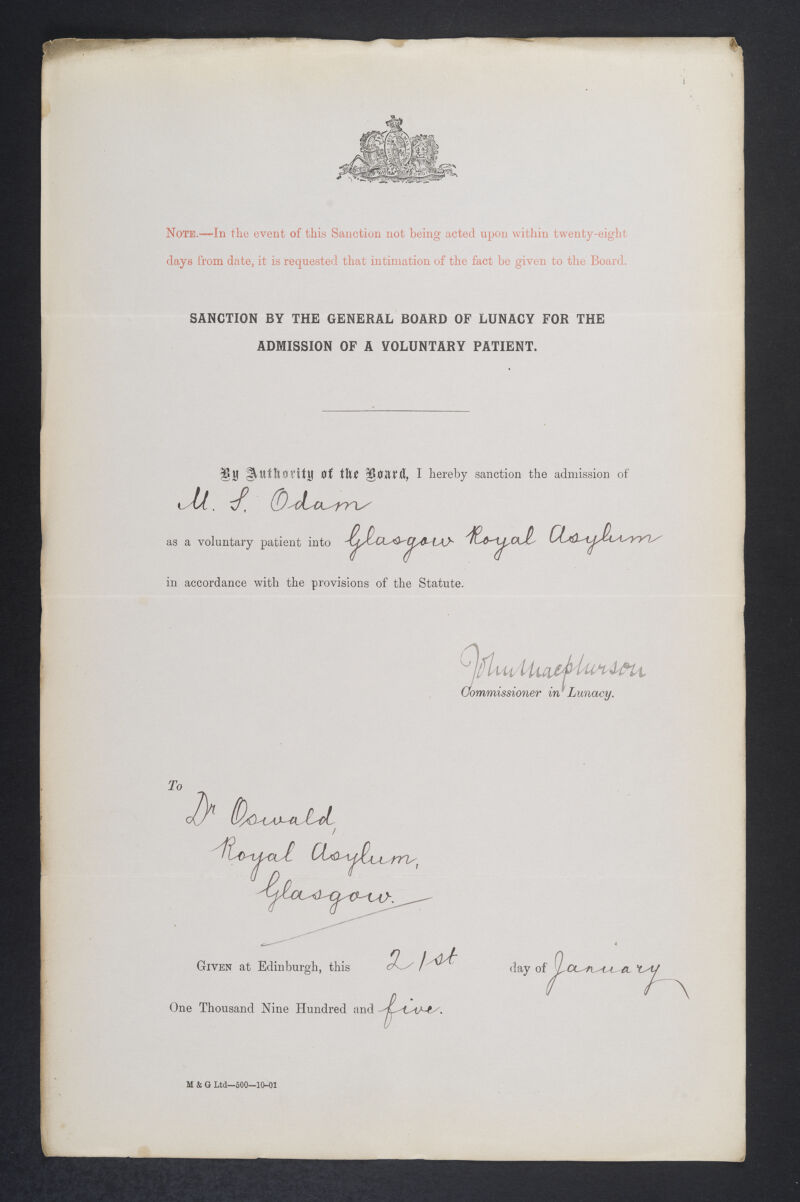 NOTE.—In the event of this Sanction not being acted upon within twenty-eight
days from date, it is requested that intimation of the fact be given to the Board.
SANCTION BY THE GENERAL BOARD OF LUNACY FOR THE
ADMISSION OF A VOLUNTARY PATIENT.
By Authority of the Board, I hereby sanction the admission of
M. S. Odam
as a voluntary patient into Glasgow Royal Asylum
in accordance with the provisions of the Statute.
John Macpherson
Commissioner in Lunacy.
To
Dr Oswald,
Royal Asylum,
Glasgow.
GIVEN at Edinburgh, this 21st day of January
One Thousand Nine Hundred and five.
M & G Ltd—500—10-01